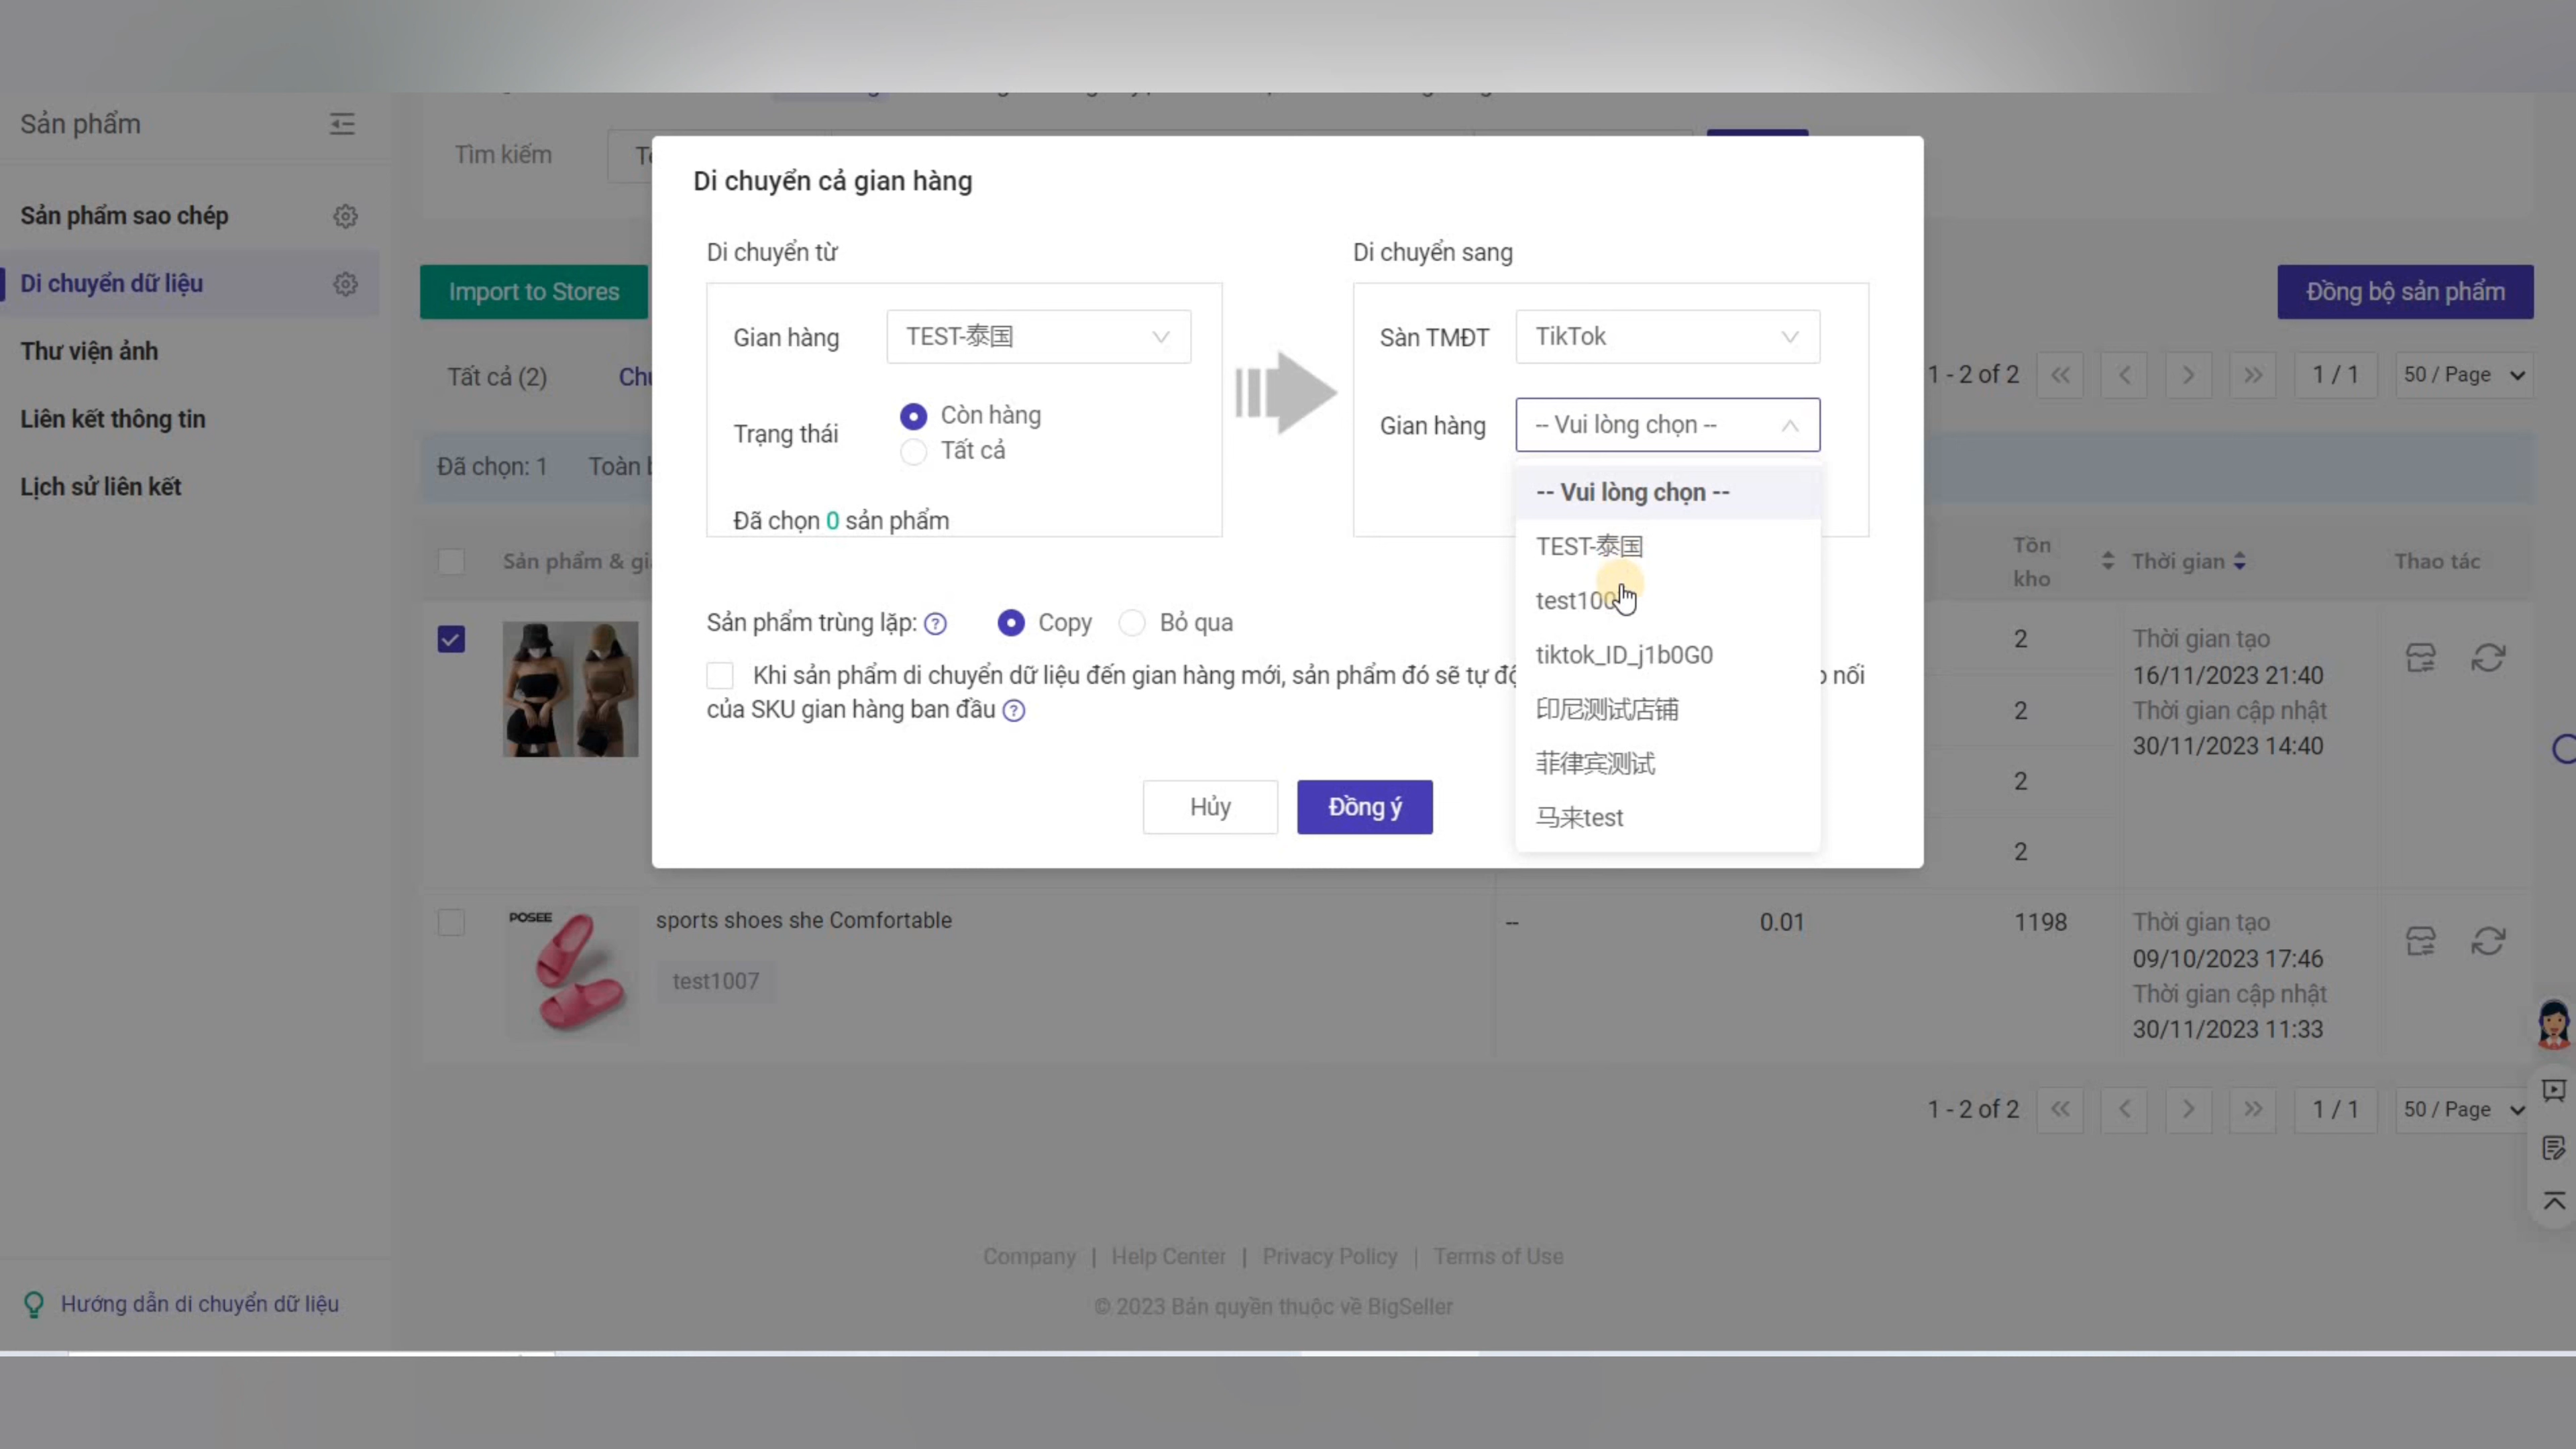 Sản phẩm
Sản phẩm sao chép
Di chuyển dữ liệu
Thư viện ảnh
Liên kết thông tin
Lịch sử liên kết
Hướng dẫn di chuyển dữ liệu
Tìm kiếm
Import to Stores
Đồng bộ sản phẩm
Tất cả (2)
1 - 2 of 2
1 / 1
50 / Page
Đã chọn: 1
Sản phẩm &
Tồn kho
Thời gian
Thao tác
Di chuyển cả gian hàng
Di chuyển từ
Gian hàng
TEST-泰国
Trạng thái
Còn hàng
Tất cả
Đã chọn 0 sản phẩm
Di chuyển sang
Sàn TMĐT
TikTok
Gian hàng
-- Vui lòng chọn --
-- Vui lòng chọn --
TEST-泰国
tiktok_ID_j1b0G0
印尼测试店铺
菲律宾测试
马来test
Sản phẩm trùng lặp:
Copy
Bỏ qua
Khi sản phẩm di chuyển dữ liệu đến gian hàng mới, sản phẩm đó sẽ tự nối
của SKU gian hàng ban đầu
Hủy
Đồng ý
2
2
2
2
Thời gian tạo
16/11/2023 21:40
Thời gian cập nhật
30/11/2023 14:40
POSEE
sports shoes she Comfortable
test1007
--
0.01
1198
Thời gian tạo
09/10/2023 17:46
Thời gian cập nhật
30/11/2023 11:33
1 - 2 of 2
1 / 1
50 / Page
Company | Help Center | Privacy Policy | Terms of Use
© 2023 Bản quyền thuộc về BigSeller